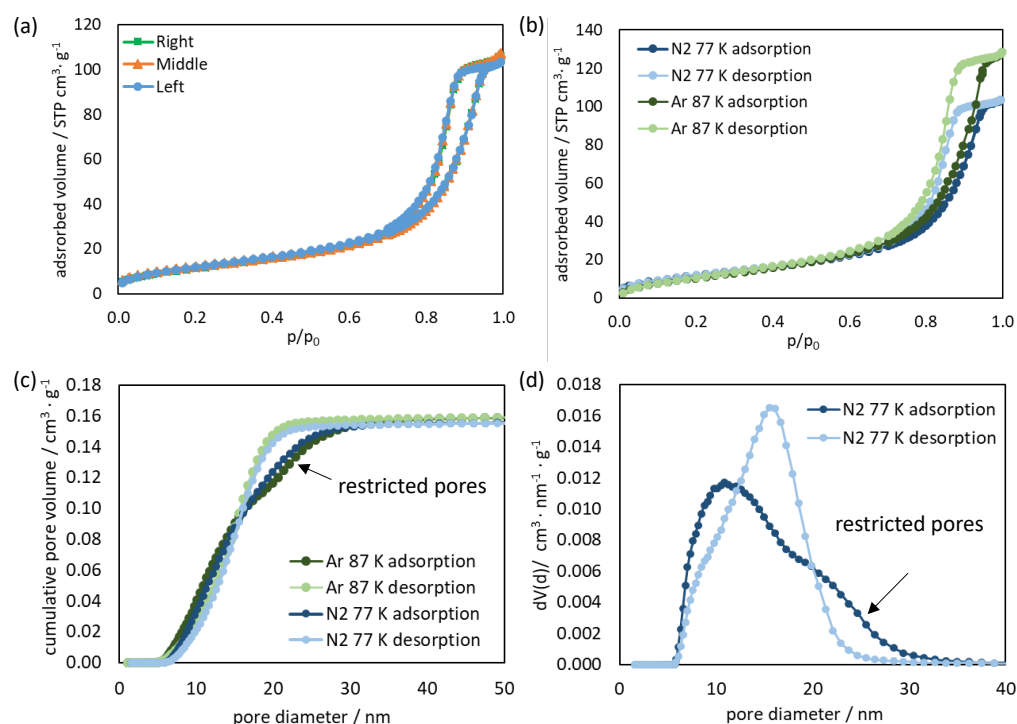 (a)
adsorbed volume / STP cm³· g⁻¹
120
100
80
60
40
20
0
Right
Middle
Left
0.0 0.2 0.4 0.6 0.8 1.0
p/p₀
(b)
adsorbed volume / STP cm³· g⁻¹
140
120
100
80
60
40
20
0
N2 77 K adsorption
N2 77 K desorption
Ar 87 K adsorption
Ar 87 K desorption
0.0 0.2 0.4 0.6 0.8 1.0
p/p₀
(c)
cumulative pore volume / cm³ · g⁻¹
0.18
0.16
0.14
0.12
0.10
0.08
0.06
0.04
0.02
0.00
restricted pores
Ar 87 K adsorption
Ar 87 K desorption
N2 77 K adsorption
N2 77 K desorption
0 10 20 30 40 50
pore diameter / nm
(d)
dV(d)/ cm³ · nm⁻¹ · g⁻¹
0.018
0.016
0.014
0.012
0.010
0.008
0.006
0.004
0.002
0.000
N2 77 K adsorption
N2 77 K desorption
restricted pores
0 10 20 30 40
pore diameter / nm